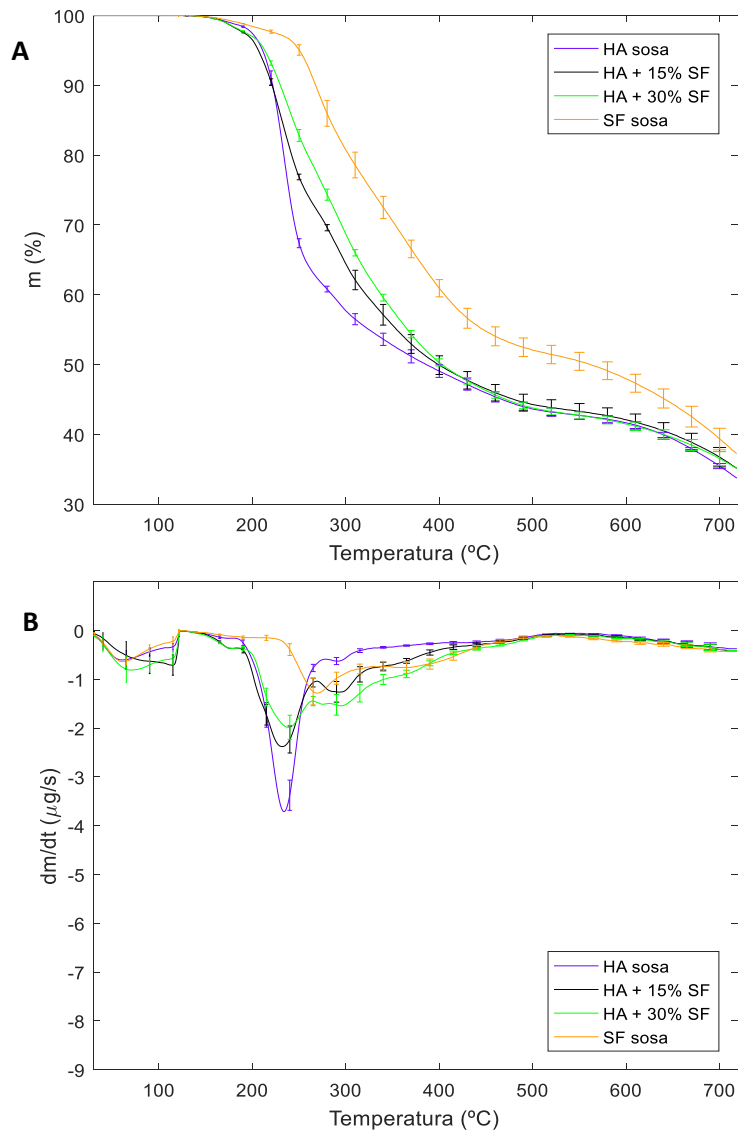 A
m (%)
100
90
80
70
60
50
40
30
HA sosa
HA + 15% SF
HA + 30% SF
SF sosa
100 200 300 400 500 600 700
Temperatura (ºC)
B
dm/dt (μg/s)
0
-1
-2
-3
-4
-5
-6
-7
-8
-9
HA sosa
HA + 15% SF
HA + 30% SF
SF sosa
100 200 300 400 500 600 700
Temperatura (ºC)